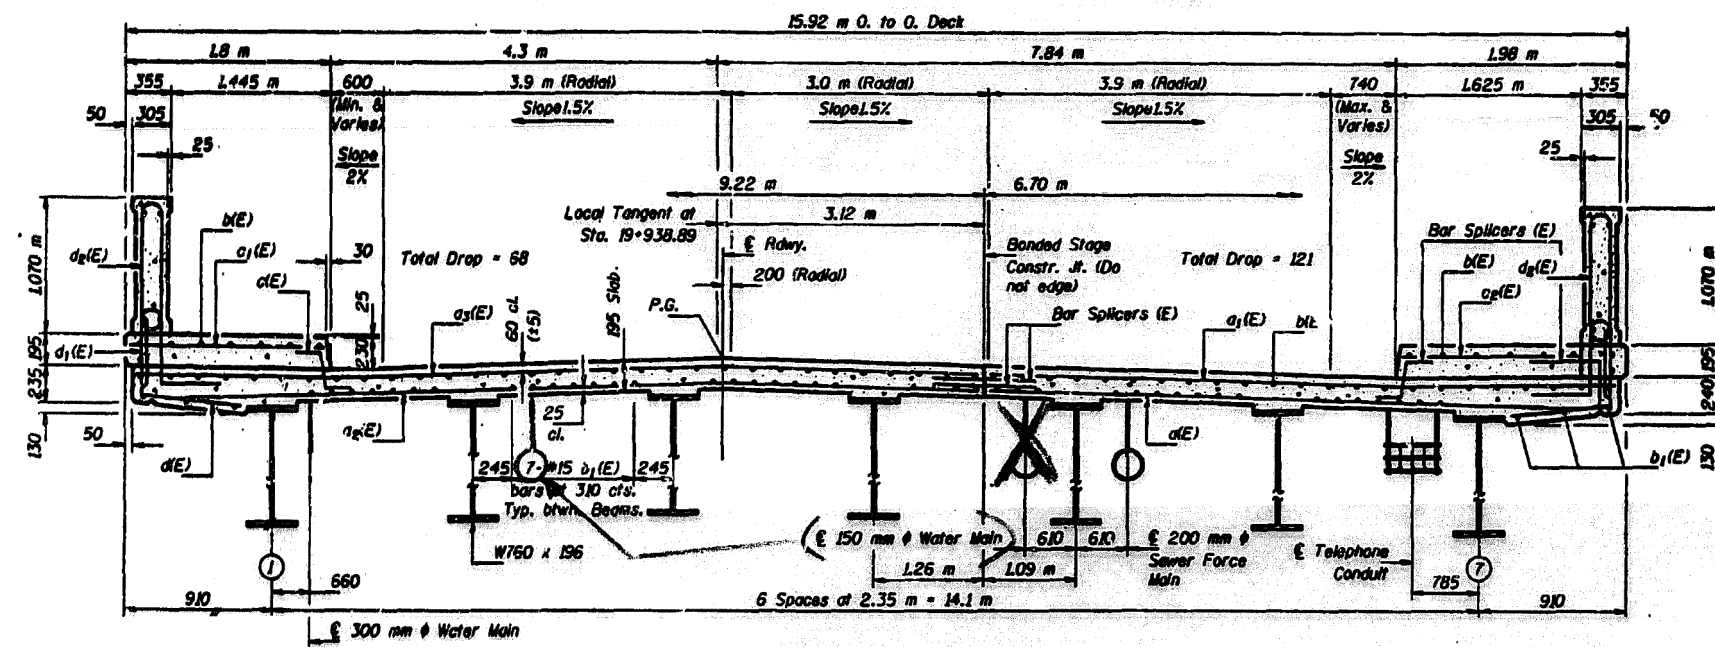 15.92 m O. to O. Deck
1.8 m
4.3 m
7.84 m
1.98 m
355
1.445 m
600
3.9 m (Radial)
3.0 m (Radial)
3.9 m (Radial)
740
1.625 m
355
(Min. &
Varies)
Slope 1.5%
Slope 1.5%
Slope 1.5%
(Max. &
Varies)
50
305
305
50
25
25
Slope
2%
Slope
2%
9.22 m
6.70 m
Local Tangent at
Sta. 19+938.89
3.12 m
℄ Rdwy.
200 (Radial)
P.G.
Bonded Stage
Constr. Jt. (Do
not edge)
Total Drop = 68
Total Drop = 121
Bar Splicers (E)
b(E)
d2(E)
c2(E)
1.070 m
195
240
130
1.070 m
195
235
130
50
d2(E)
b(E)
c1(E)
c(E)
30
25
230
d1(E)
a3(E)
60 cl.
(±5)
195 Slab.
Bar Splicers (E)
a1(E)
d(E)
a2(E)
25
cl.
a(E)
b1(E)
245
7-#15 b1(E)
245
bars at 310 cts.
Typ. btwn. Beams.
W760 x 196
(℄ 150 mm ϕ Water Main)
610
610
℄ 200 mm ϕ
Sewer Force
Main
℄ Telephone
Conduit
1.26 m
1.09 m
785
1
7
660
910
6 Spaces at 2.35 m = 14.1 m
910
℄ 300 mm ϕ Water Main